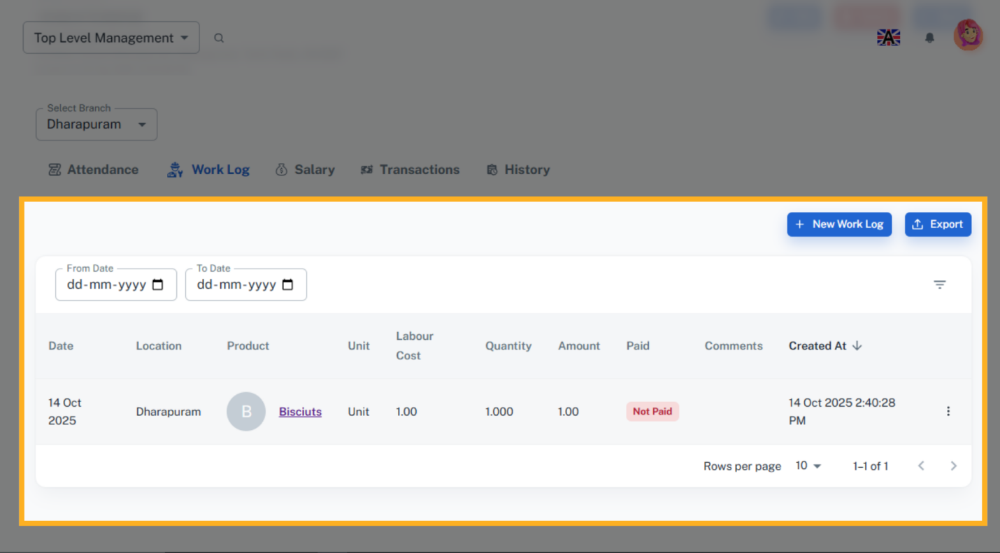 Top Level Management
A
Select Branch
Dharapuram
Attendance Work Log Salary Transactions History
+ New Work Log Export
From Date To Date
dd-mm-yyyy dd-mm-yyyy
Date Location Product Unit Labour Cost Quantity Amount Paid Comments Created At
14 Oct 2025 Dharapuram B Bisciuts Unit 1.00 1.000 1.00 Not Paid 14 Oct 2025 2:40:28 PM
Rows per page 10 1–1 of 1